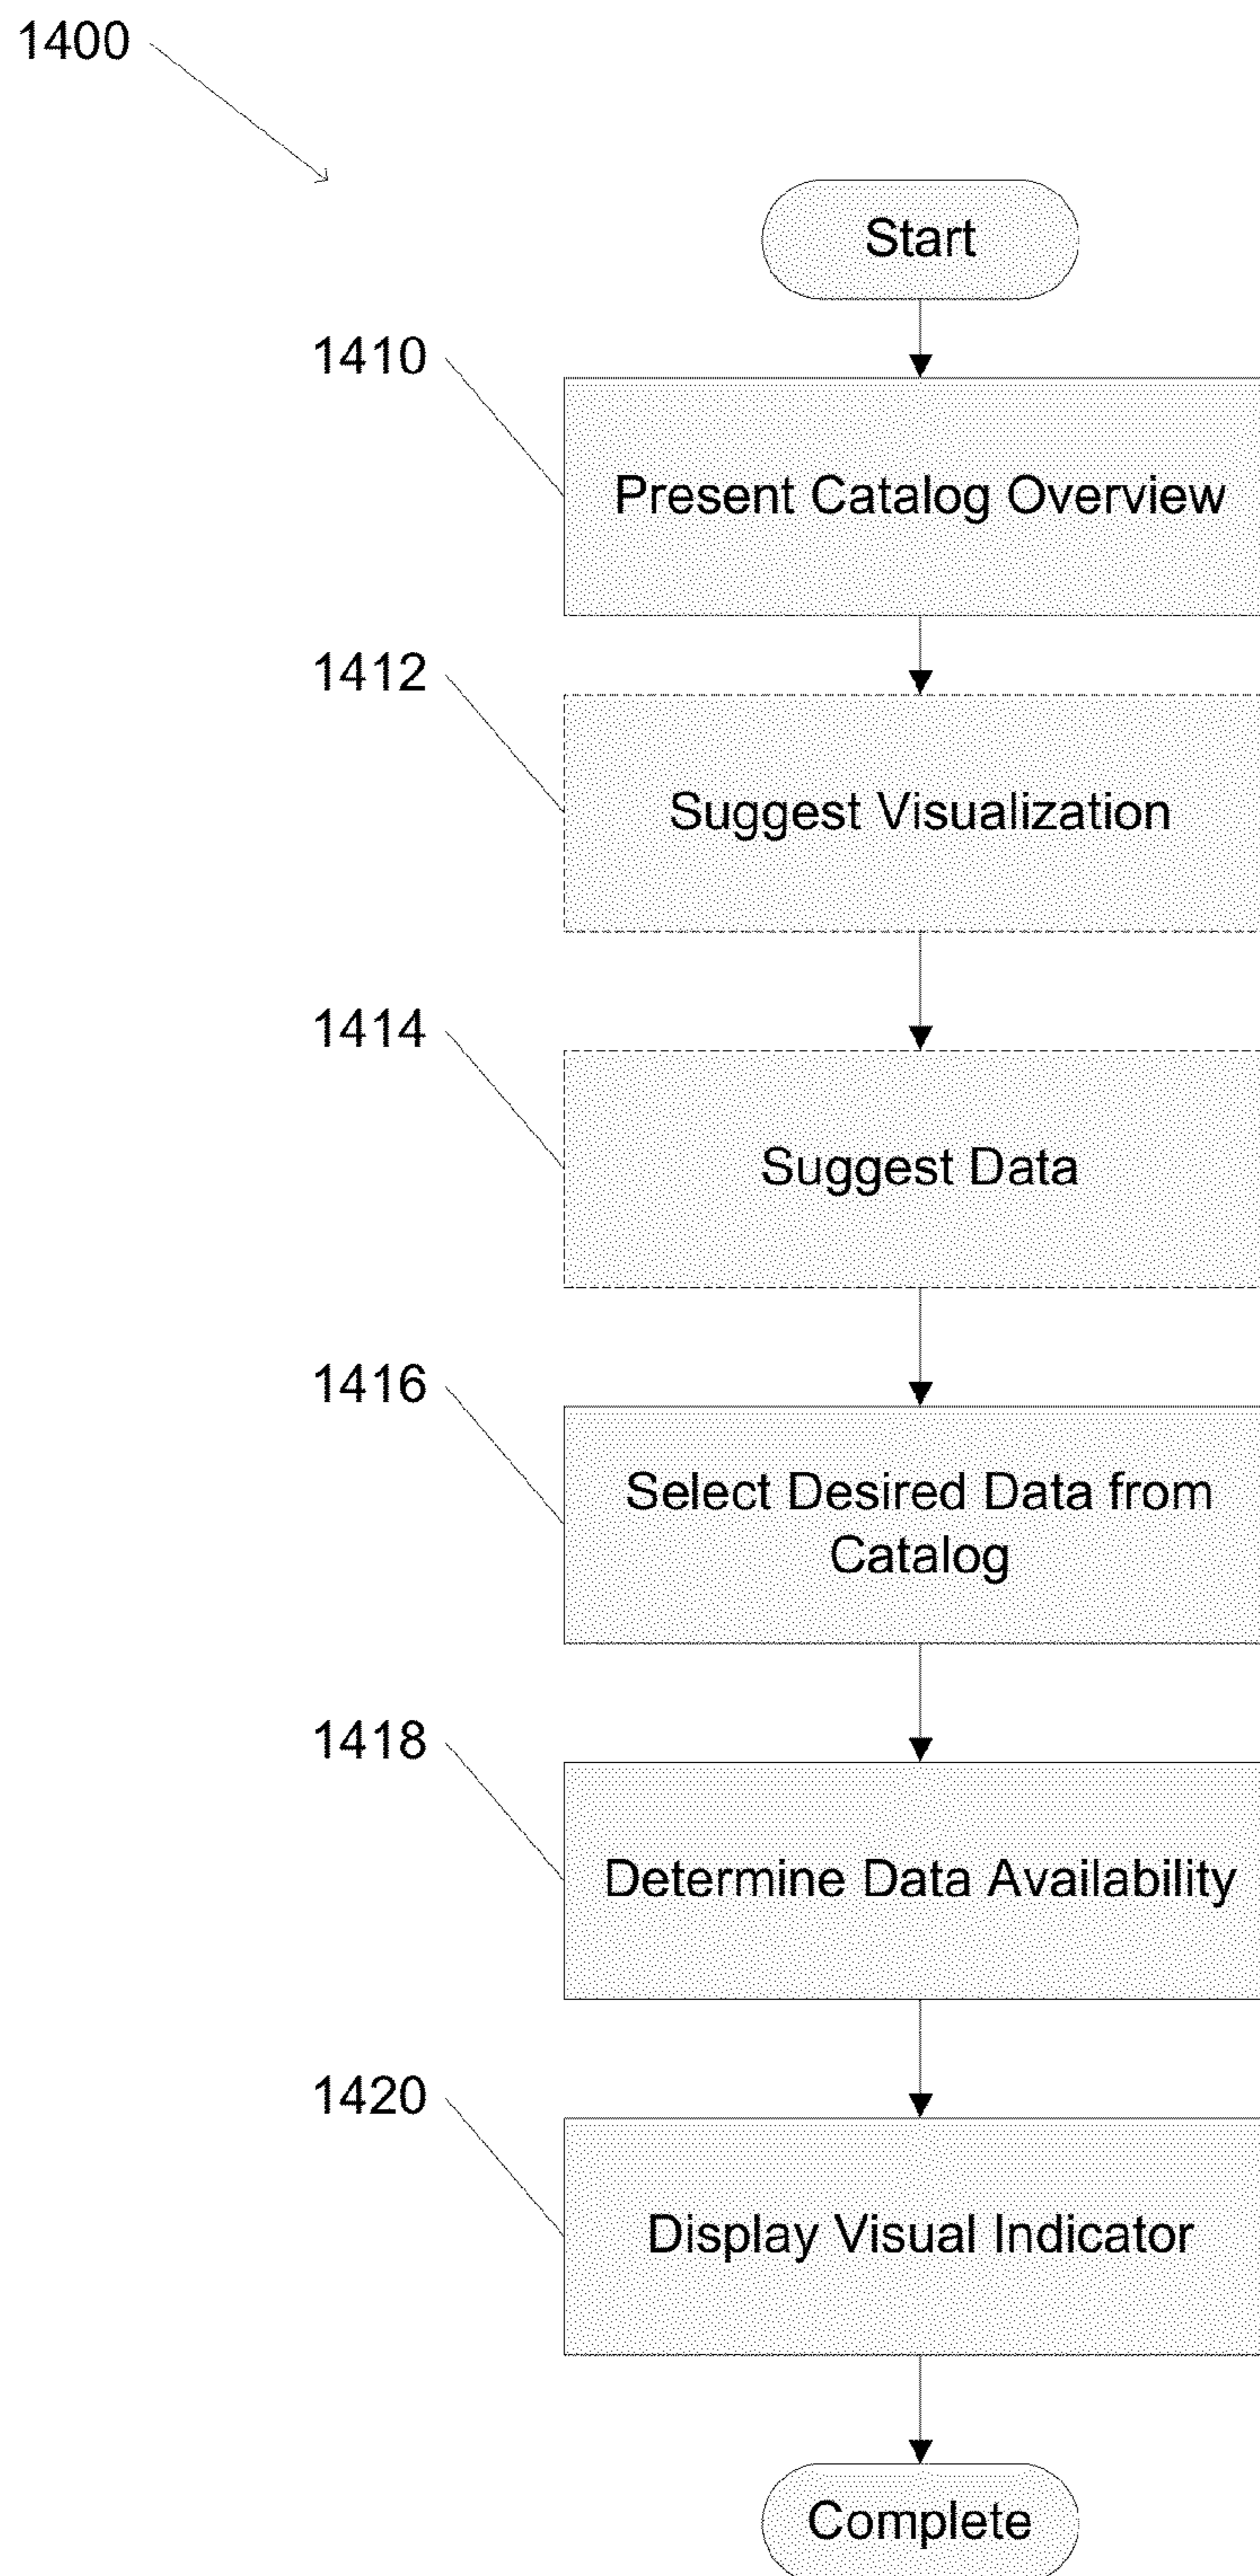 1400
Start
1410
Present Catalog Overview
1412
Suggest Visualization
1414
Suggest Data
1416
Select Desired Data from
Catalog
1418
Determine Data Availability
1420
Display Visual Indicator
Complete